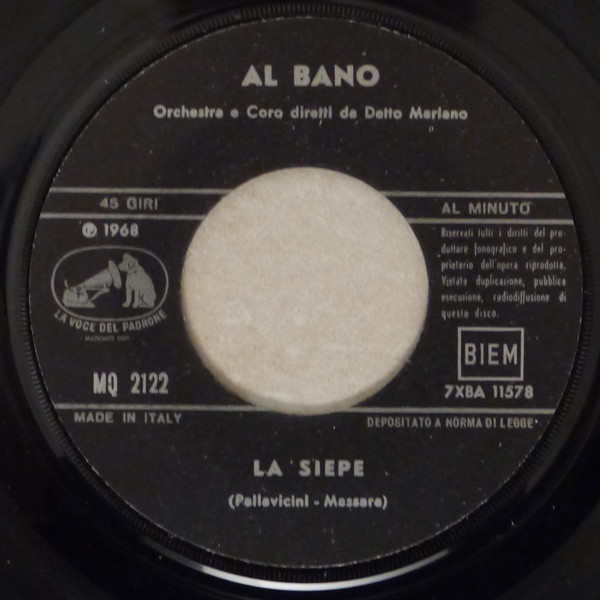 AL BANO
Orchestra e Coro diretti da Detto Mariano
45 GIRI
AL MINUTO
℗ 1968
Riservati tutti i diritti del pro-
duttore fonografico e del pro-
prietario dell'opera riprodotta.
Vietata duplicazione, pubblica
esecuzione, radiodiffusione di
questo disco.
LA VOCE DEL PADRONE
BIEM
MQ 2122
7XBA 11578
MADE IN ITALY
DEPOSITATO A NORMA DI LEGGE
LA SIEPE
(Pallavicini - Massara)